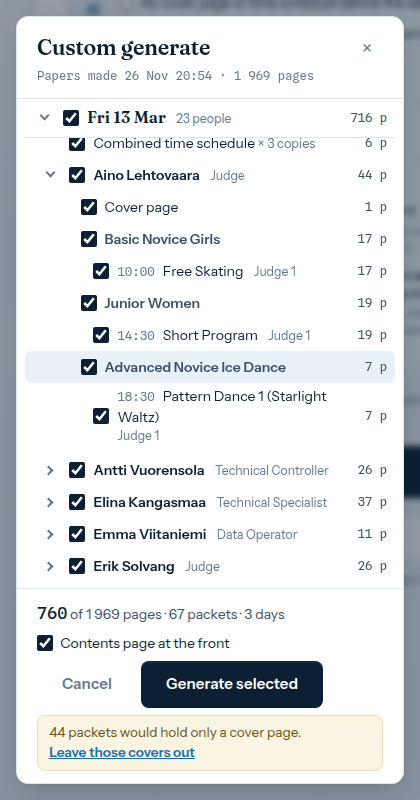 Custom generate ×
Papers made 26 Nov 20:54 · 1 969 pages
Fri 13 Mar 23 people 716 p
Combined time schedule × 3 copies 6 p
Aino Lehtovaara Judge 44 p
Cover page 1 p
Basic Novice Girls 17 p
10:00 Free Skating Judge 1 17 p
Junior Women 19 p
14:30 Short Program Judge 1 19 p
Advanced Novice Ice Dance 7 p
18:30 Pattern Dance 1 (Starlight
Waltz) 7 p
Judge 1
Antti Vuorensola Technical Controller 26 p
Elina Kangasmaa Technical Specialist 37 p
Emma Viitaniemi Data Operator 11 p
Erik Solvang Judge 26 p
760 of 1 969 pages · 67 packets · 3 days
Contents page at the front
Cancel Generate selected
44 packets would hold only a cover page.
Leave those covers out